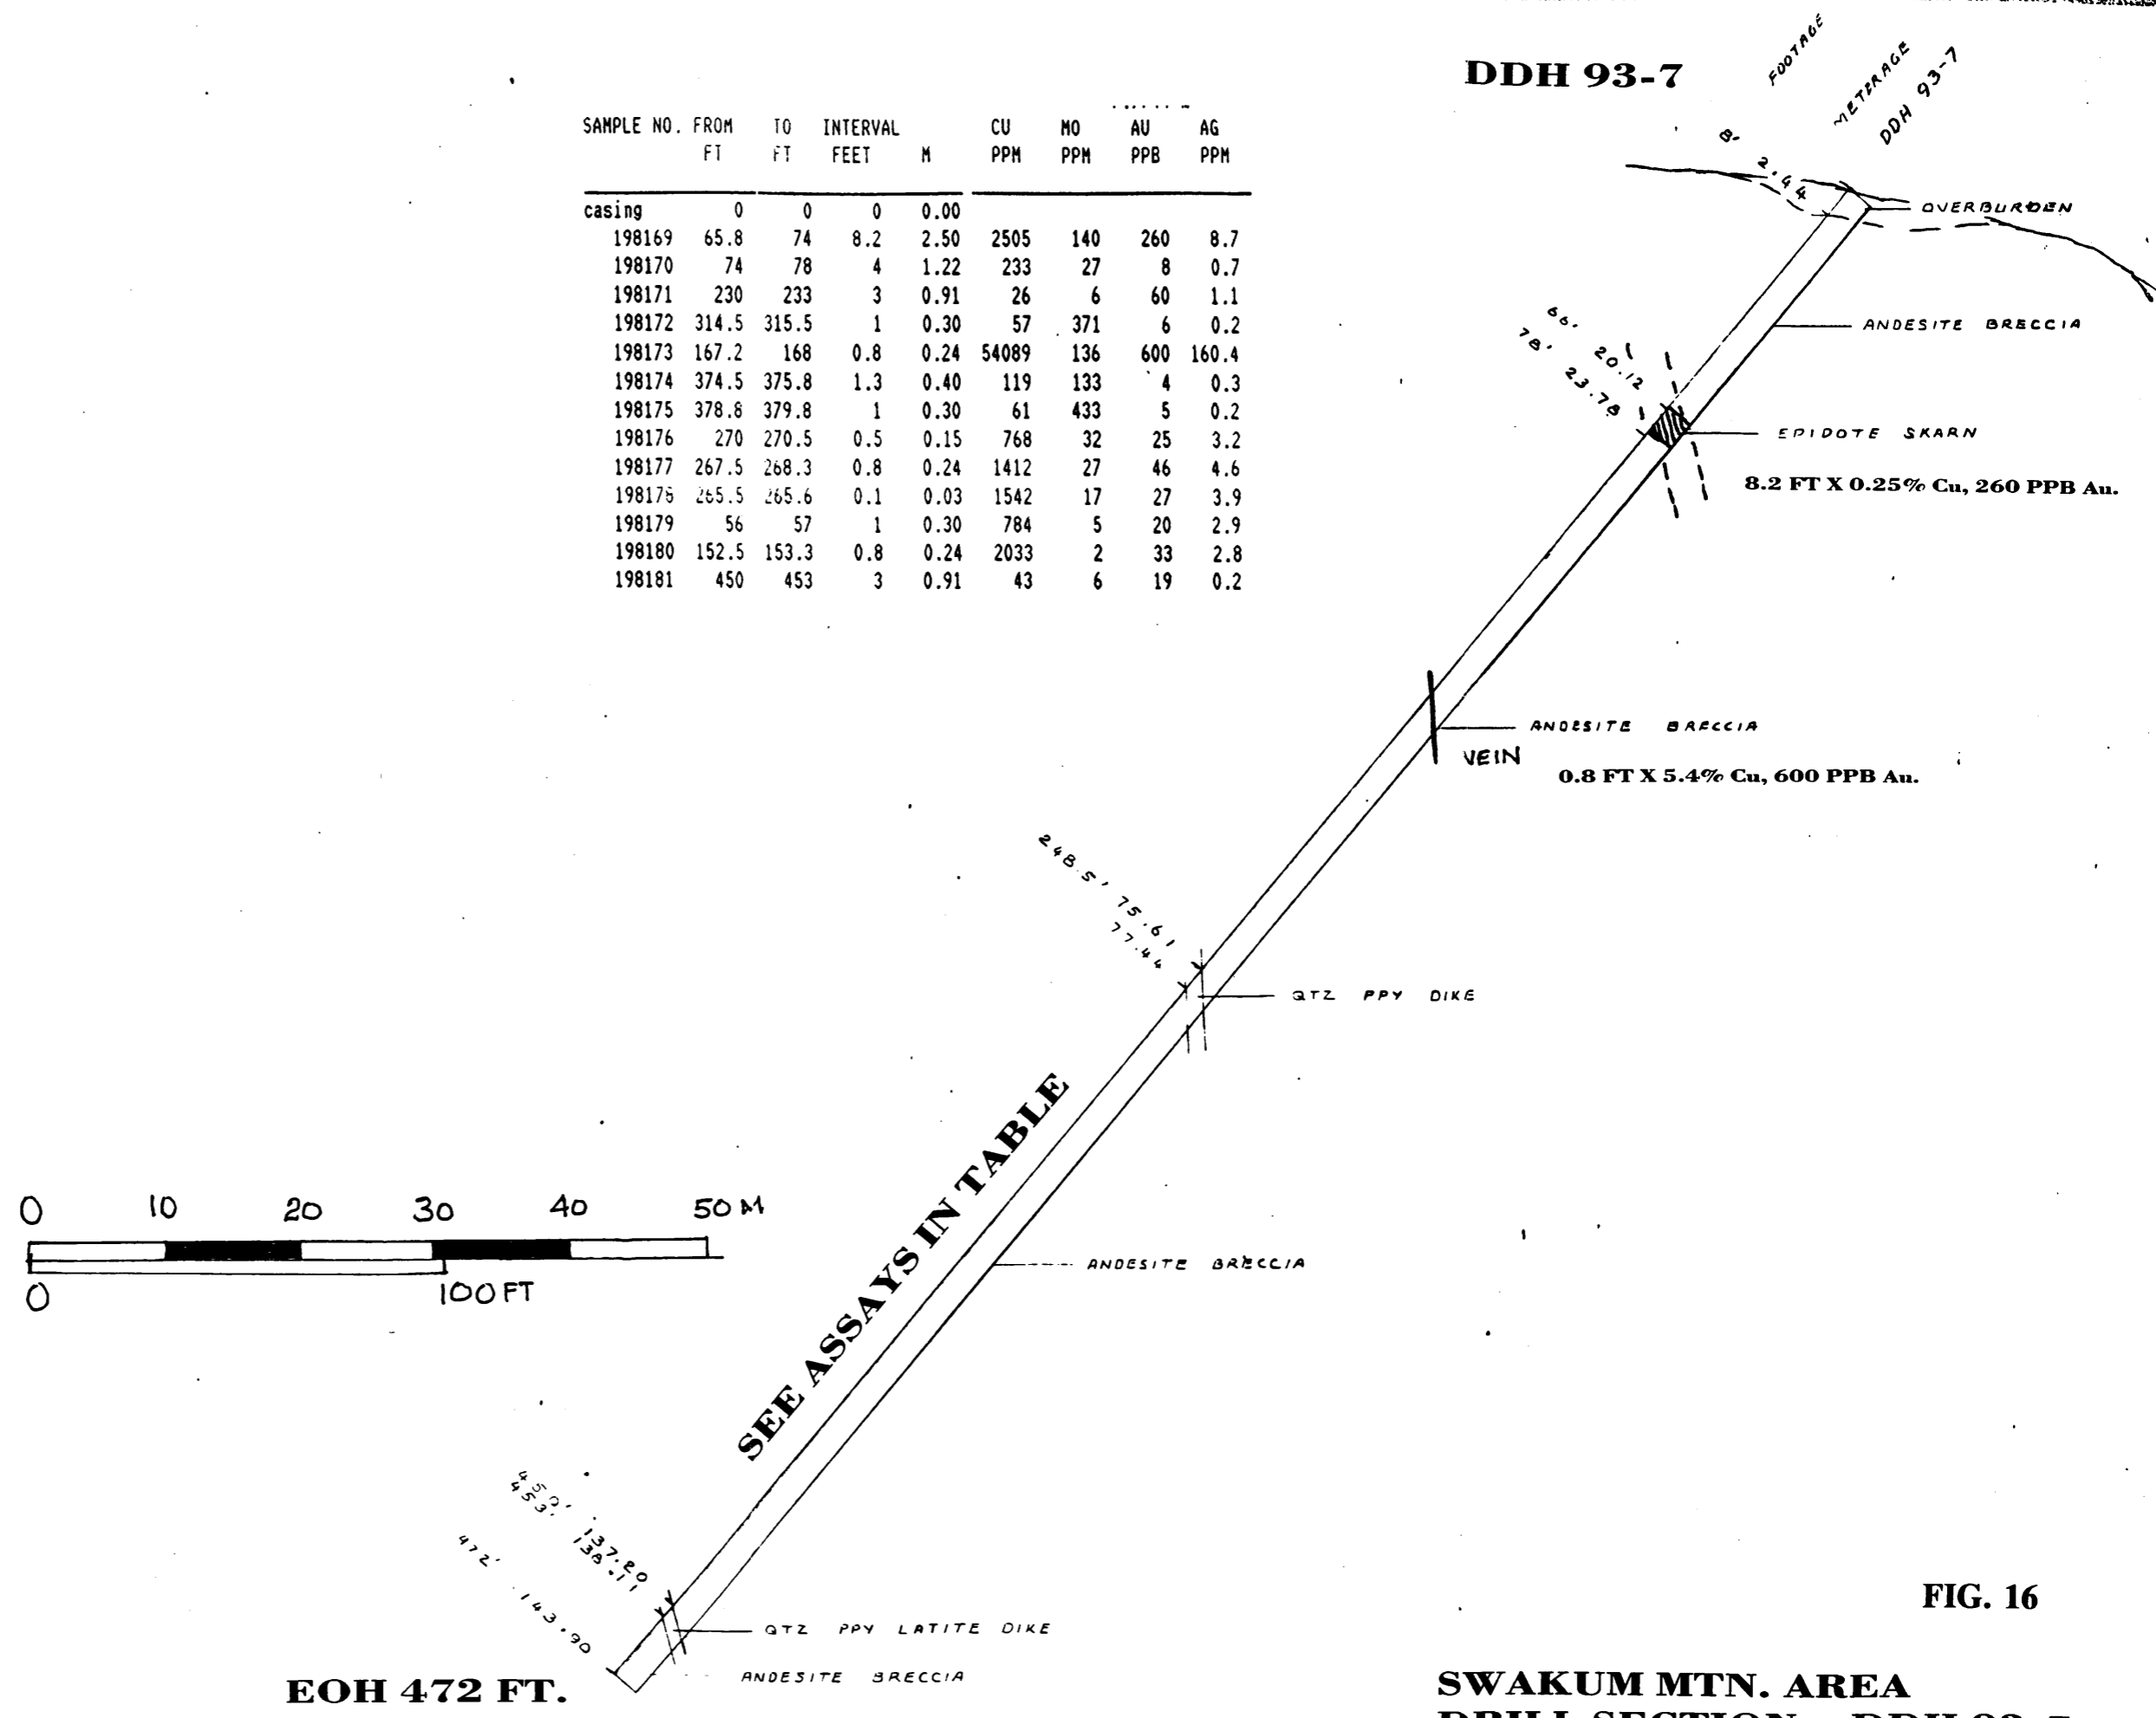 DDH 93-7
FOOTAGE
METERAGE
DDH 93-7
8'
2.44
SAMPLE NO. FROM TO INTERVAL CU MO AU AG
FT FT FEET M PPM PPM PPB PPM
casing 0 0 0 0.00
198169 65.8 74 8.2 2.50 2505 140 260 8.7
198170 74 78 4 1.22 233 27 8 0.7
198171 230 233 3 0.91 26 6 60 1.1
198172 314.5 315.5 1 0.30 57 371 6 0.2
198173 167.2 168 0.8 0.24 54089 136 600 160.4
198174 374.5 375.8 1.3 0.40 119 133 4 0.3
198175 378.8 379.8 1 0.30 61 433 5 0.2
198176 270 270.5 0.5 0.15 768 32 25 3.2
198177 267.5 268.3 0.8 0.24 1412 27 46 4.6
198178 265.5 265.6 0.1 0.03 1542 17 27 3.9
198179 56 57 1 0.30 784 5 20 2.9
198180 152.5 153.3 0.8 0.24 2033 2 33 2.8
198181 450 453 3 0.91 43 6 19 0.2
OVERBURDEN
ANDESITE BRECCIA
66' 20.12
78' 23.78
EPIDOTE SKARN
8.2 FT X 0.25% Cu, 260 PPB Au.
ANDESITE BRECCIA
VEIN
0.8 FT X 5.4% Cu, 600 PPB Au.
248.5' 75.61
77.44
QTZ PPY DIKE
SEE ASSAYS IN TABLE
0 10 20 30 40 50 M
0 100 FT
ANDESITE BRECCIA
450' 137.20
453' 138.11
472' 143.90
QTZ PPY LATITE DIKE
ANDESITE BRECCIA
EOH 472 FT.
FIG. 16
SWAKUM MTN. AREA
DRILL SECTION DDH 93-7